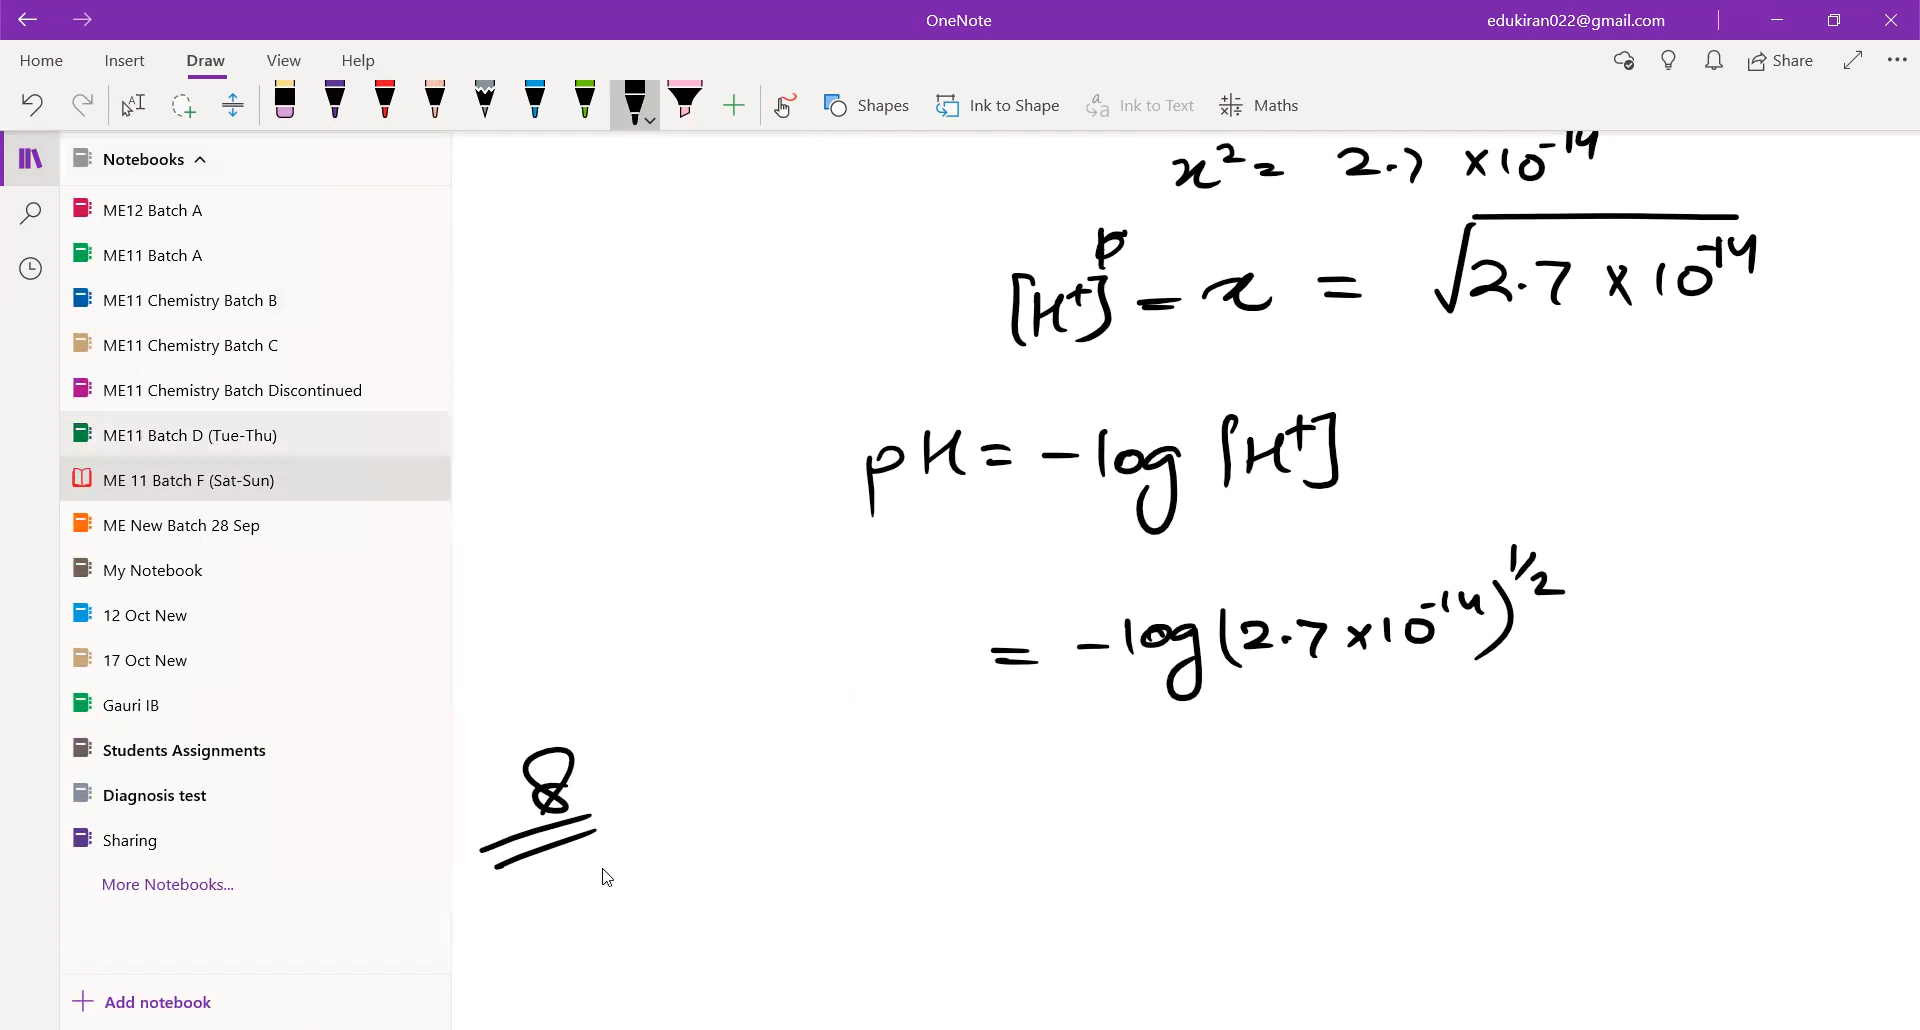 OneNote
edukiran022@gmail.com
Home Insert Draw View Help
Share
Shapes Ink to Shape Ink to Text Maths
Notebooks
ME12 Batch A
ME11 Batch A
ME11 Chemistry Batch B
ME11 Chemistry Batch C
ME11 Chemistry Batch Discontinued
ME11 Batch D (Tue-Thu)
ME 11 Batch F (Sat-Sun)
ME New Batch 28 Sep
My Notebook
12 Oct New
17 Oct New
Gauri IB
Students Assignments
Diagnosis test
Sharing
More Notebooks...
Add notebook
x² = 2.7 ×10⁻¹⁴
p
[H⁺] = x = √2.7 × 10⁻¹⁴
pH = -log [H⁺]
= -log (2.7 × 10⁻¹⁴)^1/2
8